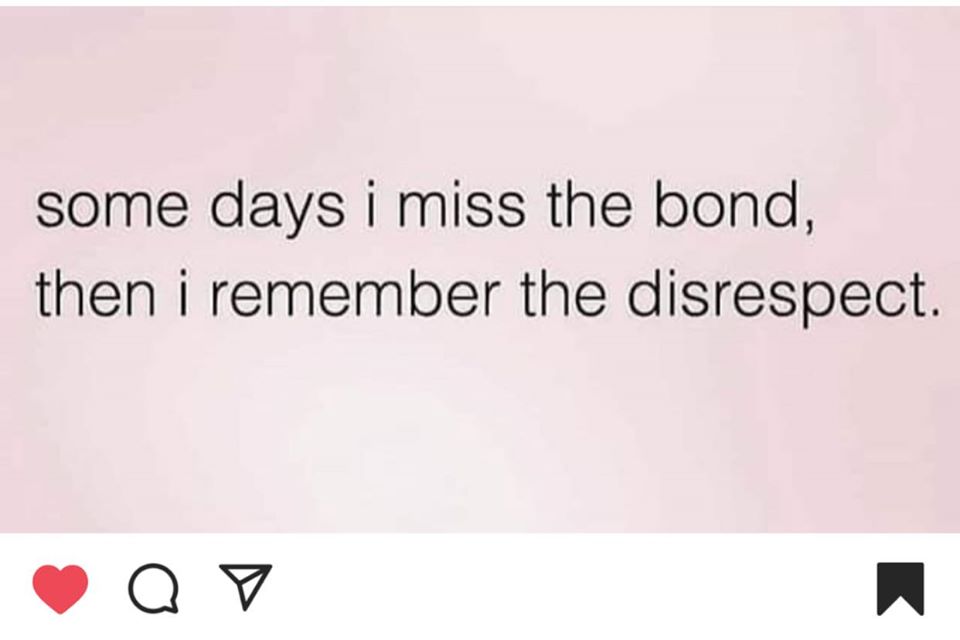 some days i miss the bond,
then i remember the disrespect.